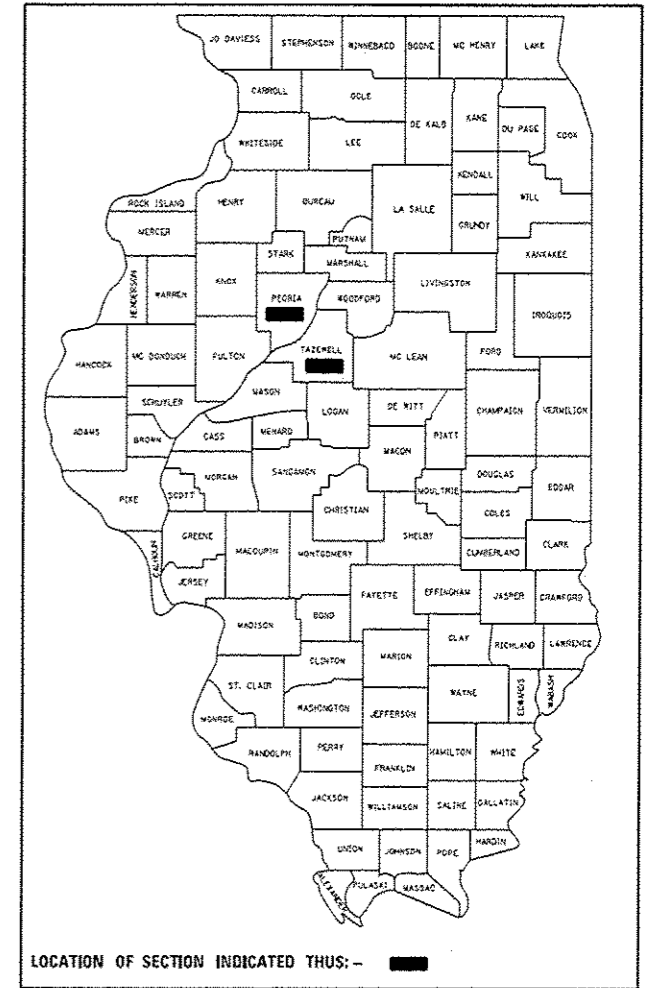 JO DAVIESS STEPHENSON WINNEBAGO BOONE MC HENRY LAKE
CARROLL OGLE
DE KALB KANE DU PAGE COOK
WHITESIDE LEE
KENDALL
ROCK ISLAND HENRY BUREAU LA SALLE GRUNDY WILL
MERCER PUTNAM
STARK MARSHALL KANKAKEE
HENDERSON WARREN KNOX PEORIA WOODFORD LIVINGSTON
IROQUOIS
HANCOCK MC DONOUGH FULTON TAZEWELL MC LEAN FORD
MASON
SCHUYLER LOGAN DE WITT CHAMPAIGN VERMILION
ADAMS BROWN CASS MENARD PIATT
MACON
MORGAN SANGAMON DOUGLAS
PIKE SCOTT MOULTRIE EDGAR
CHRISTIAN COLES
GREENE SHELBY
CALHOUN MACOUPIN MONTGOMERY CUMBERLAND CLARK
JERSEY
FAYETTE EFFINGHAM JASPER CRAWFORD
MADISON BOND
CLAY RICHLAND LAWRENCE
CLINTON MARION
ST. CLAIR WAYNE EDWARDS WABASH
WASHINGTON JEFFERSON
MONROE
RANDOLPH PERRY HAMILTON WHITE
FRANKLIN
JACKSON WILLIAMSON SALINE GALLATIN
HARDIN
UNION JOHNSON POPE
ALEXANDER PULASKI MASSAC
LOCATION OF SECTION INDICATED THUS: -